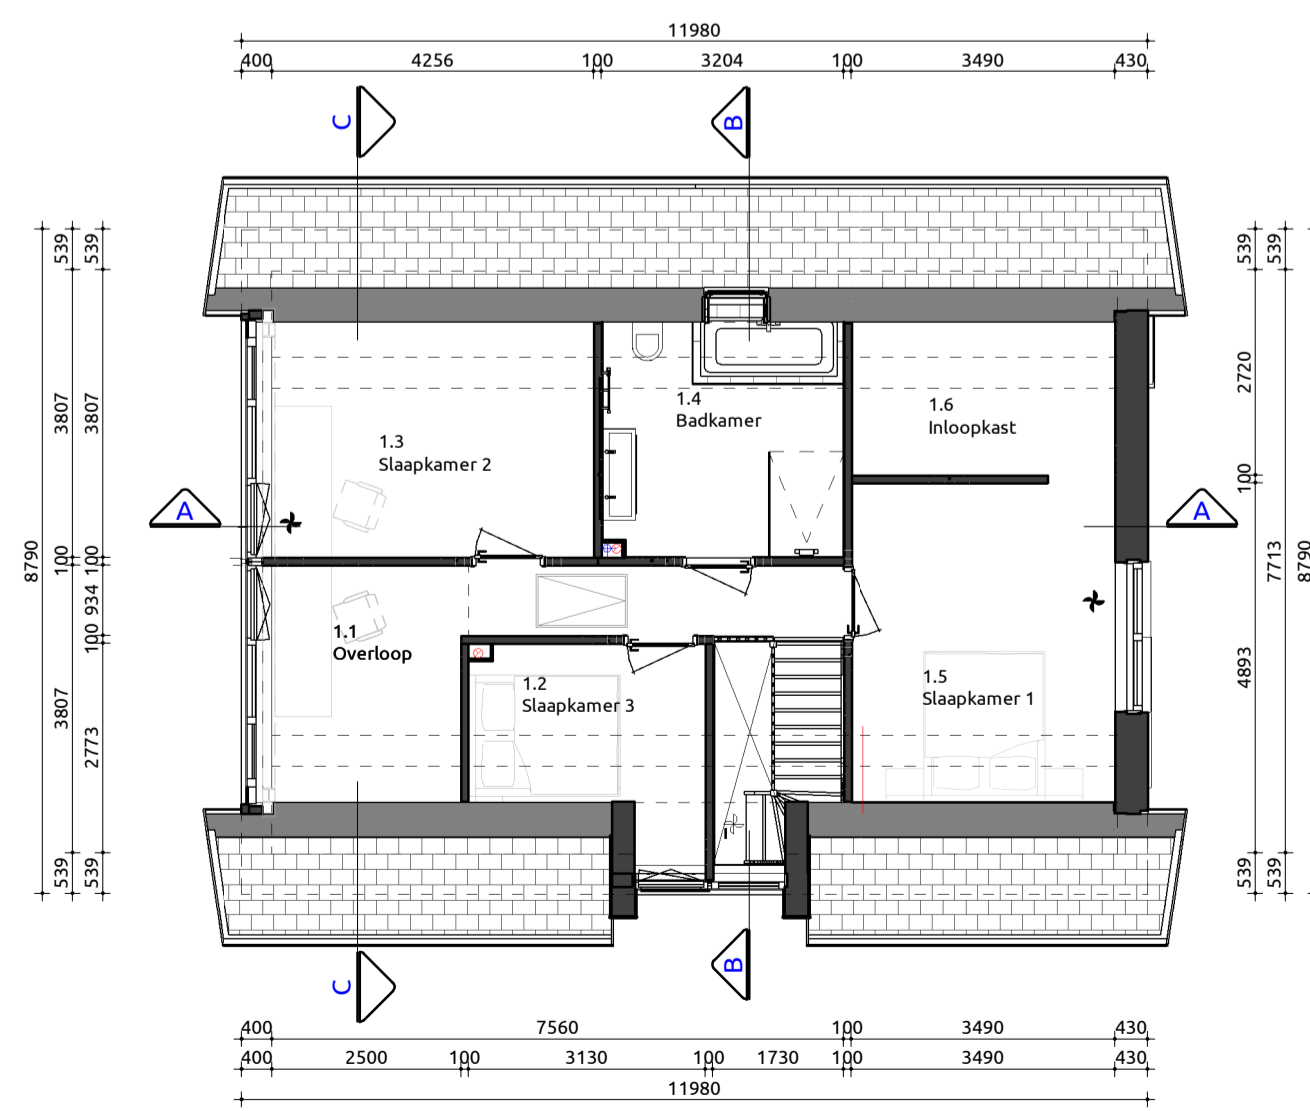 11980
400 4256 100 3204 100 3490 430
C
B
539 539
539 539
3807 3807
2720
1.3
Slaapkamer 2
1.4
Badkamer
1.6
Inloopkast
A
A
100
8790
100 100
934
100
7713
8790
1.1
Overloop
1.2
Slaapkamer 3
1.5
Slaapkamer 1
3807
2773
4893
539 539
539 539
C
B
400 7560 100 3490 430
400 2500 100 3130 100 1730 100 3490 430
11980